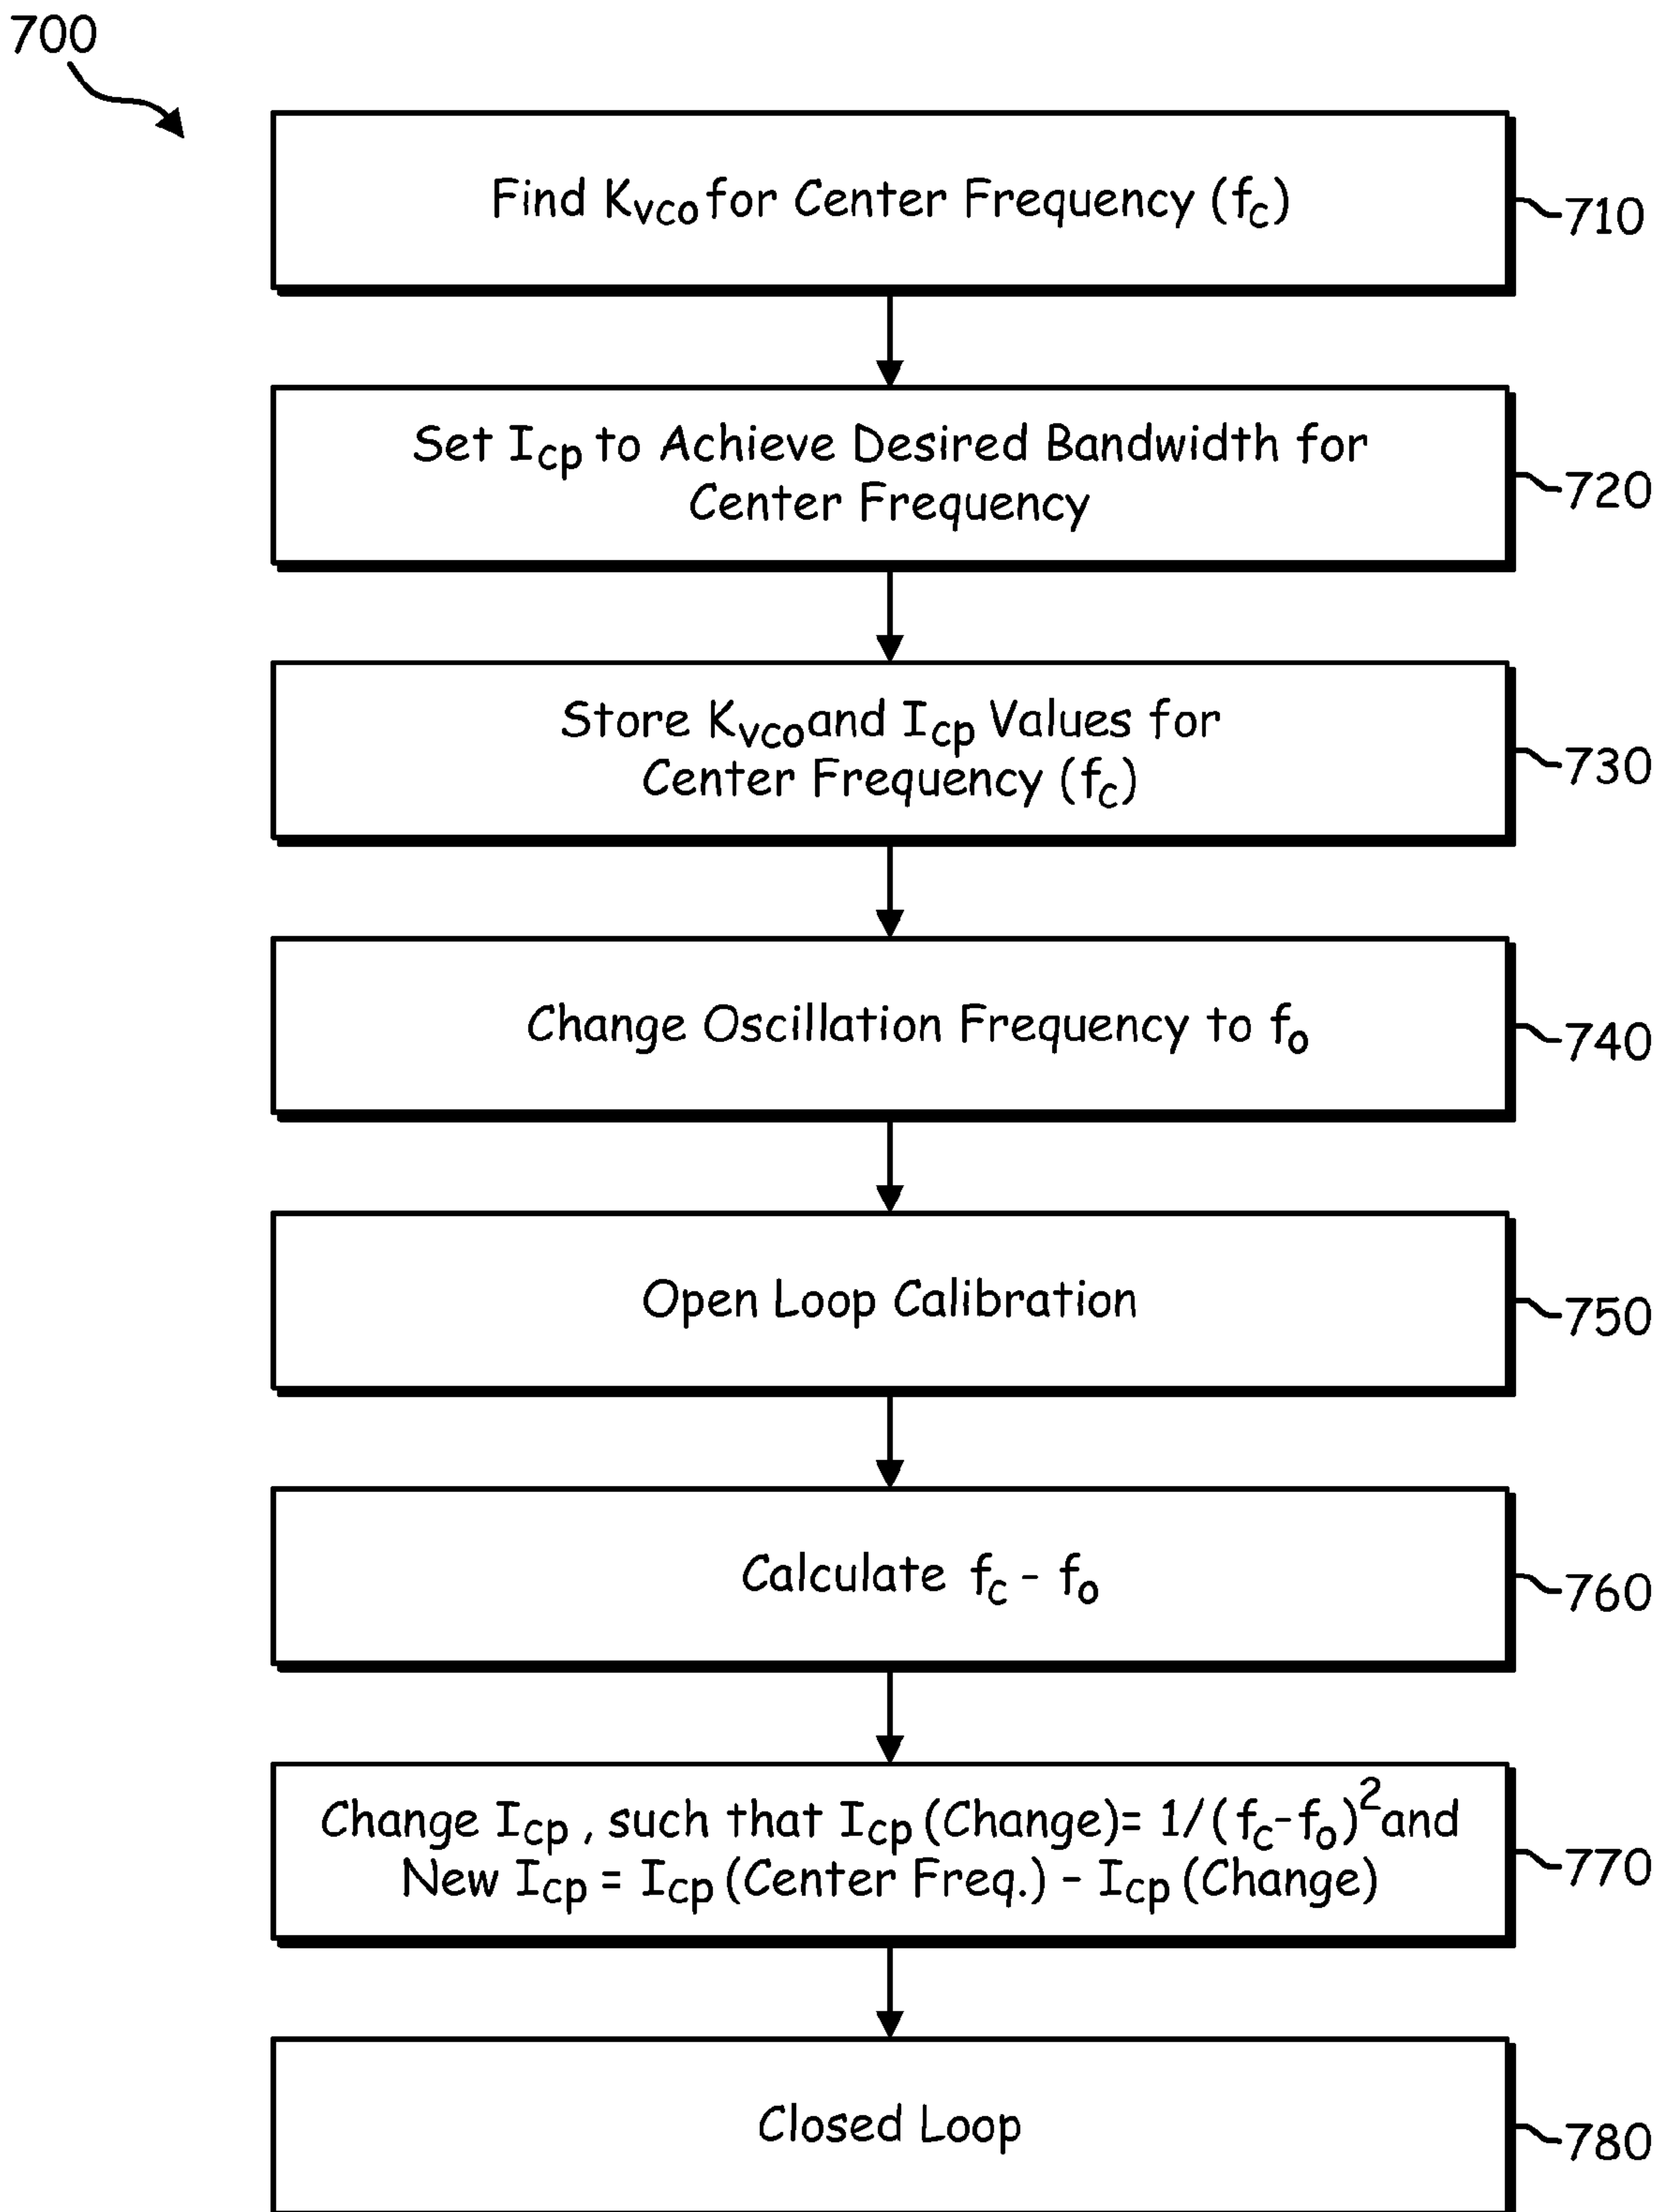 700
Find KVCO for Center Frequency (fc)
710
Set Icp to Achieve Desired Bandwidth for
Center Frequency
720
Store KVCO and Icp Values for
Center Frequency (fc)
730
Change Oscillation Frequency to fo
740
Open Loop Calibration
750
Calculate fc - fo
760
Change Icp, such that Icp (Change)= 1/(fc-fo)² and
New Icp = Icp (Center Freq.) - Icp (Change)
770
Closed Loop
780